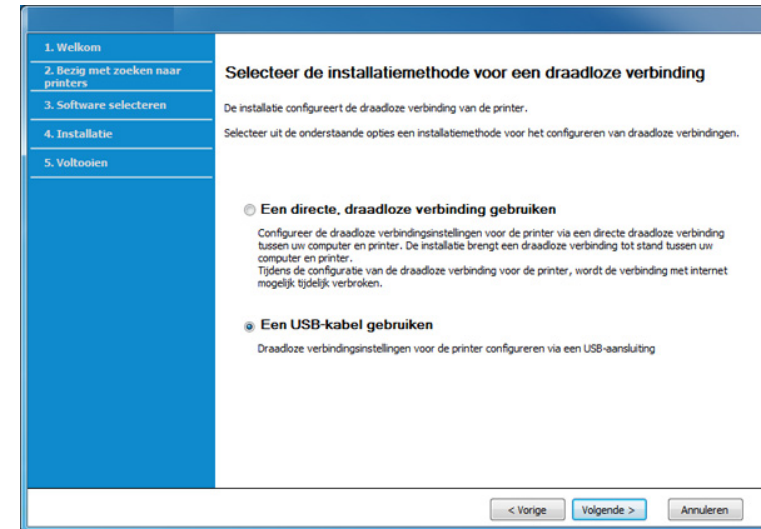 1. Welkom
2. Bezig met zoeken naar
printers
3. Software selecteren
4. Installatie
5. Voltooien
Selecteer de installatiemethode voor een draadloze verbinding
De installatie configureert de draadloze verbinding van de printer.
Selecteer uit de onderstaande opties een installatiemethode voor het configureren van draadloze verbindingen.
Een directe, draadloze verbinding gebruiken
Configureer de draadloze verbindingsinstellingen voor de printer via een directe draadloze verbinding
tussen uw computer en printer. De installatie brengt een draadloze verbinding tot stand tussen uw
computer en printer.
Tijdens de configuratie van de draadloze verbinding voor de printer, wordt de verbinding met internet
mogelijk tijdelijk verbroken.
Een USB-kabel gebruiken
Draadloze verbindingsinstellingen voor de printer configureren via een USB-aansluiting
< Vorige
Volgende >
Annuleren